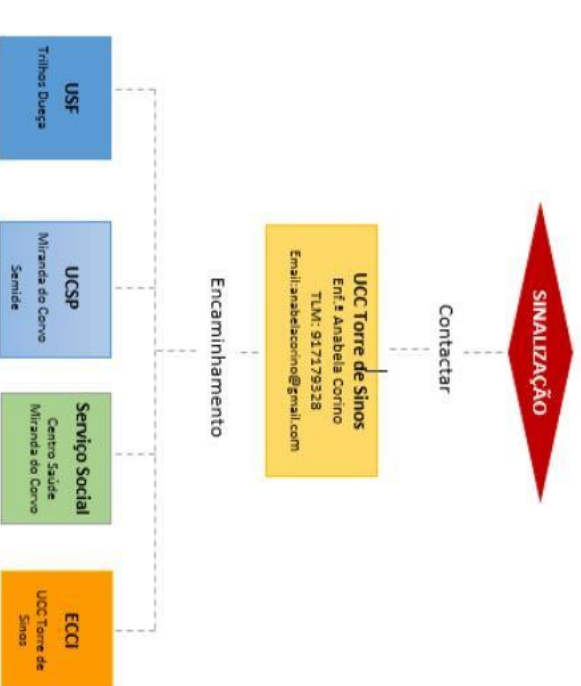 SINALIZAÇÃO
Contactar
UCC Torre de Sinos
Enf.ª Anabela Corino
TLM: 917179328
Email:anabelacorino@gmail.com
Encaminhamento
USF
Trilhos Dueça
UCSP
Miranda do Corvo
Semide
Serviço Social
Centro Saúde
Miranda do Corvo
ECCI
UCC Torre de
Sinos